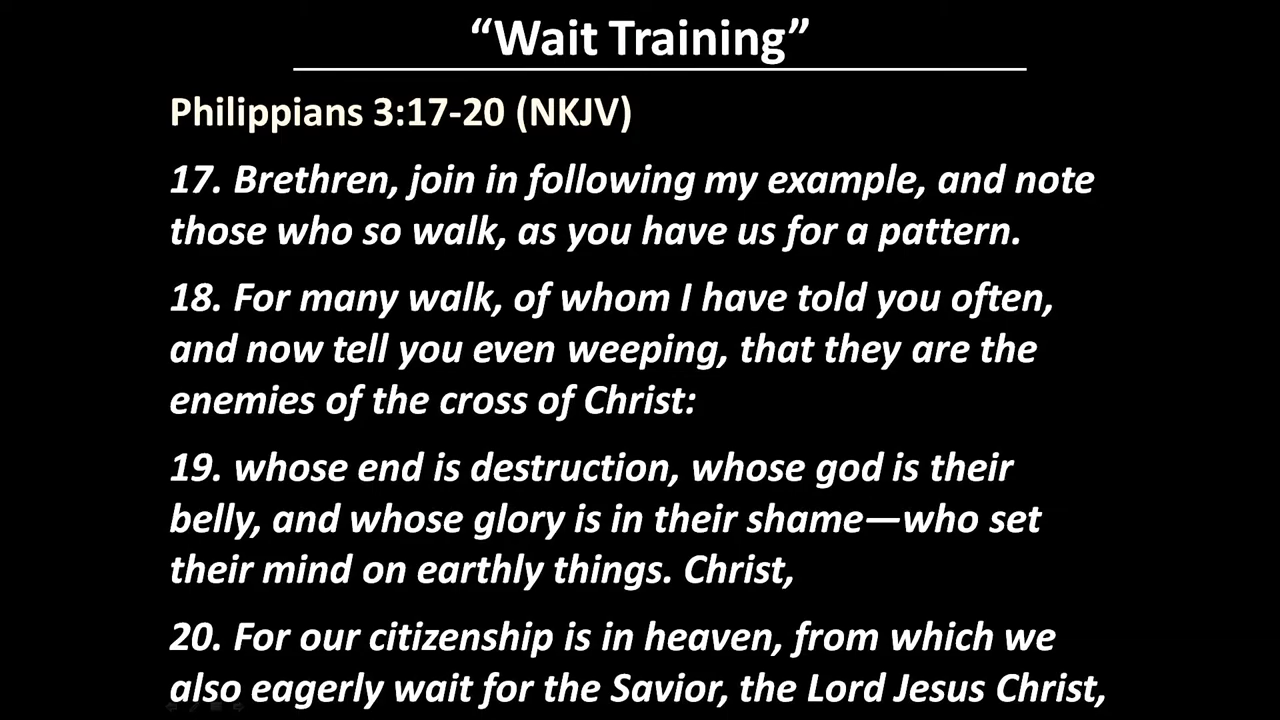 “Wait Training”
Philippians 3:17-20 (NKJV)
17. Brethren, join in following my example, and note
those who so walk, as you have us for a pattern.
18. For many walk, of whom I have told you often,
and now tell you even weeping, that they are the
enemies of the cross of Christ:
19. whose end is destruction, whose god is their
belly, and whose glory is in their shame—who set
their mind on earthly things. Christ,
20. For our citizenship is in heaven, from which we
also eagerly wait for the Savior, the Lord Jesus Christ,